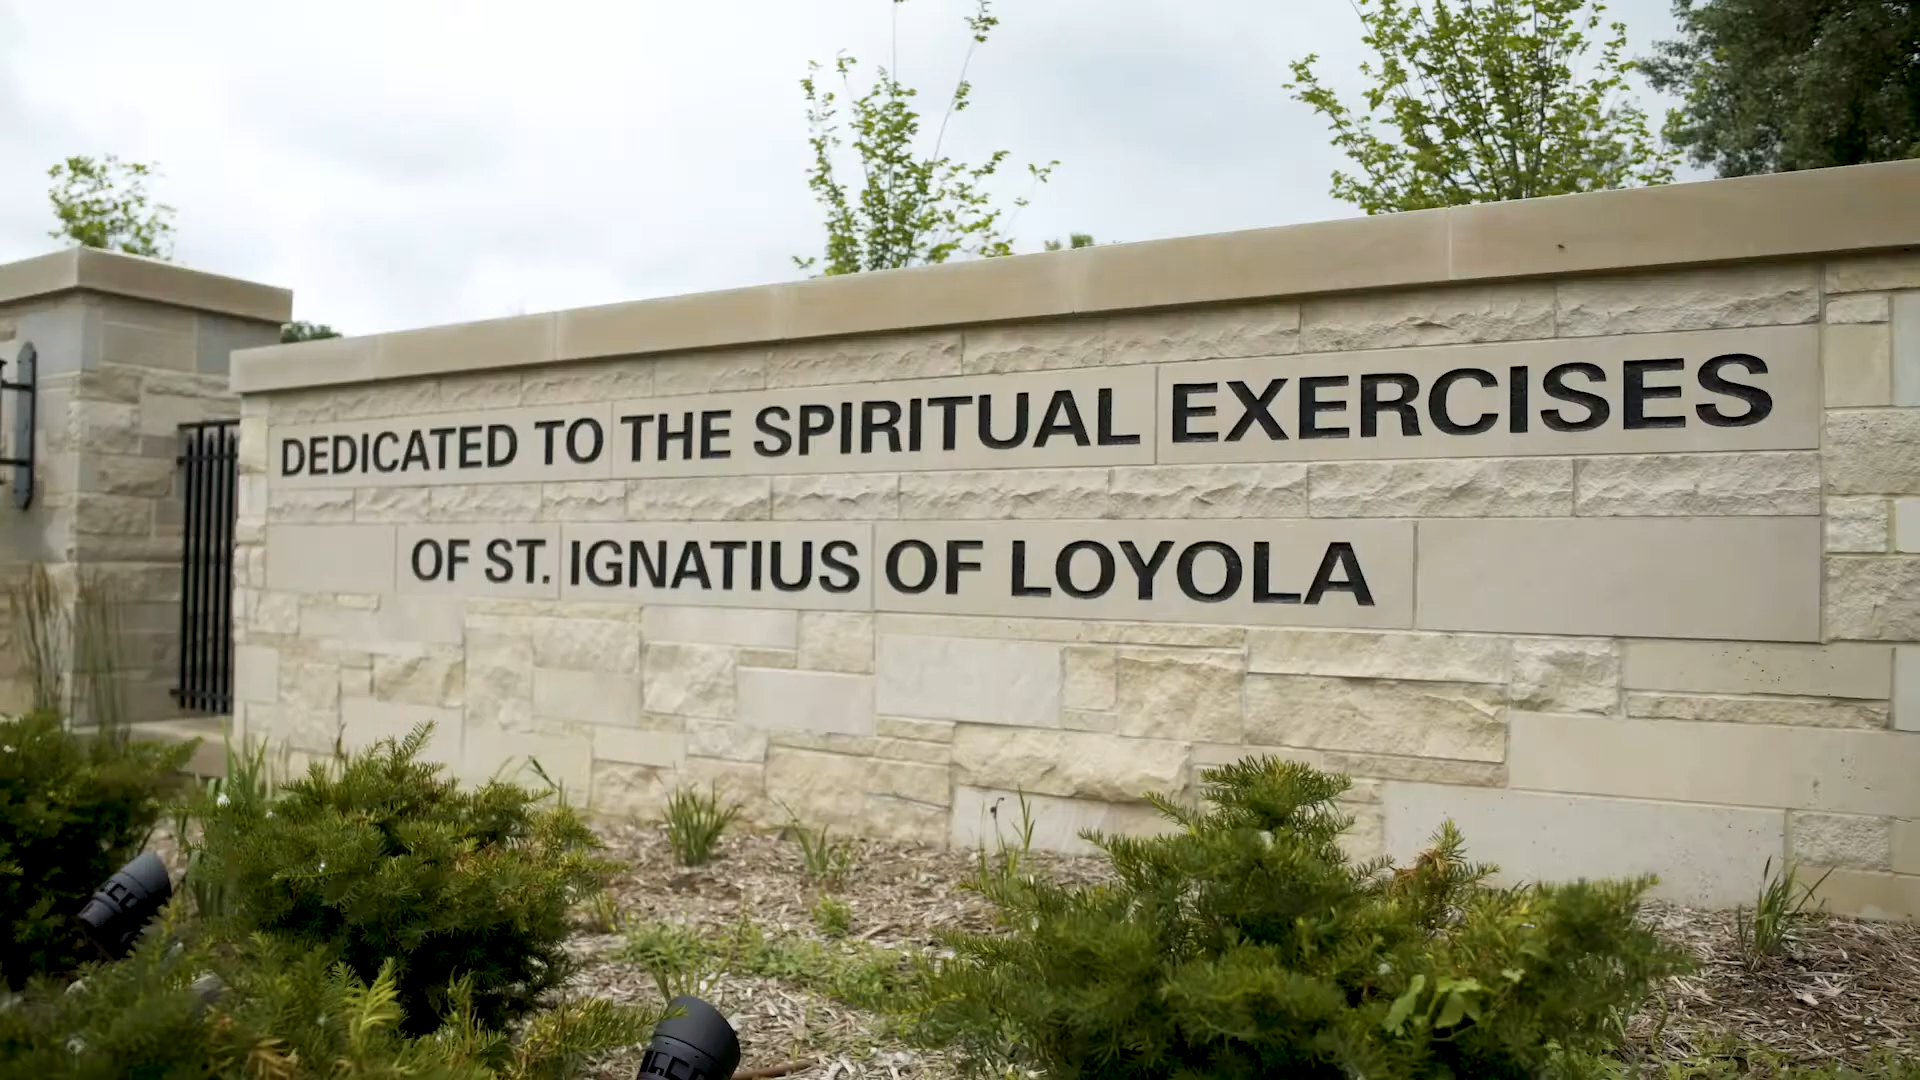 DEDICATED TO THE SPIRITUAL EXERCISES
OF ST. IGNATIUS OF LOYOLA